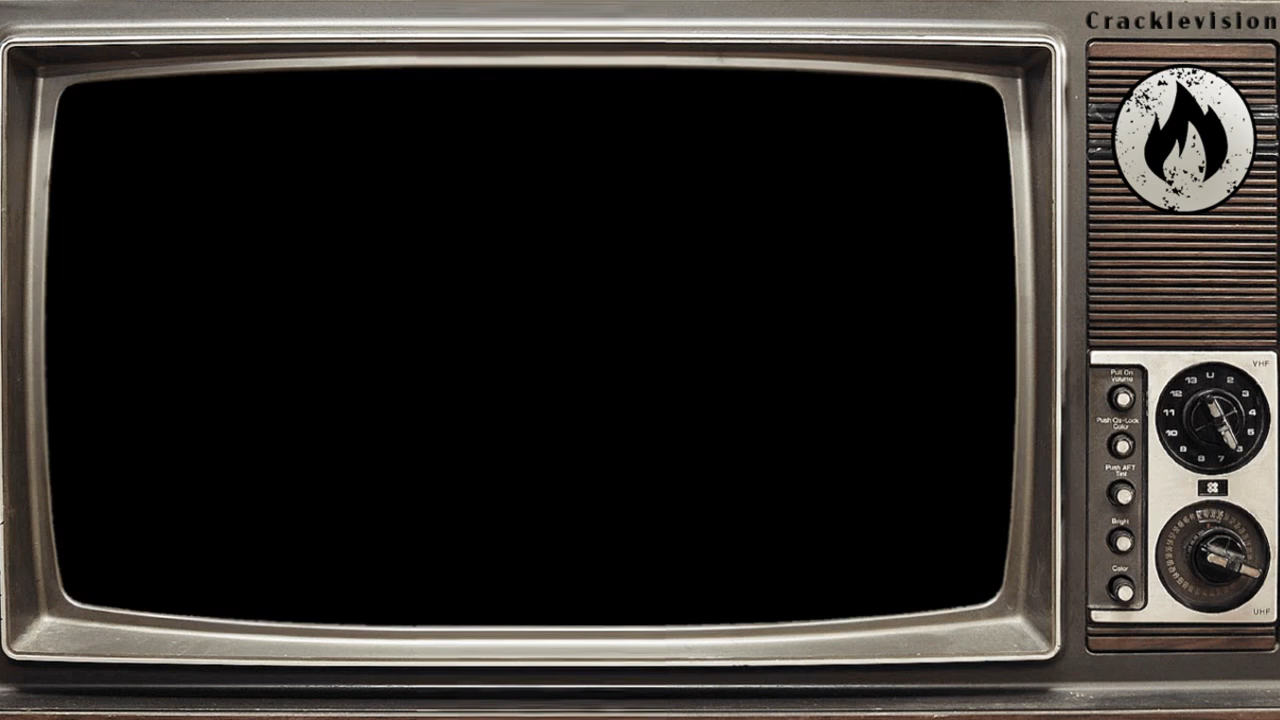 Cracklevision
VHF
Pull On
Volume
Push On-Lock
Color
Push AFT
Tint
Bright
Color
U
2
3
4
5
7
8
9
10
11
12
13
UHF